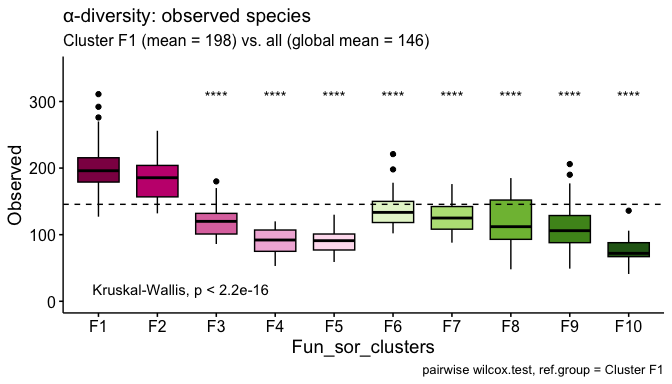 α-diversity: observed species
Cluster F1 (mean = 198) vs. all (global mean = 146)
Observed
300
200
100
0
**** **** **** **** **** **** **** ****
Kruskal-Wallis, p < 2.2e-16
F1 F2 F3 F4 F5 F6 F7 F8 F9 F10
Fun_sor_clusters
pairwise wilcox.test, ref.group = Cluster F1